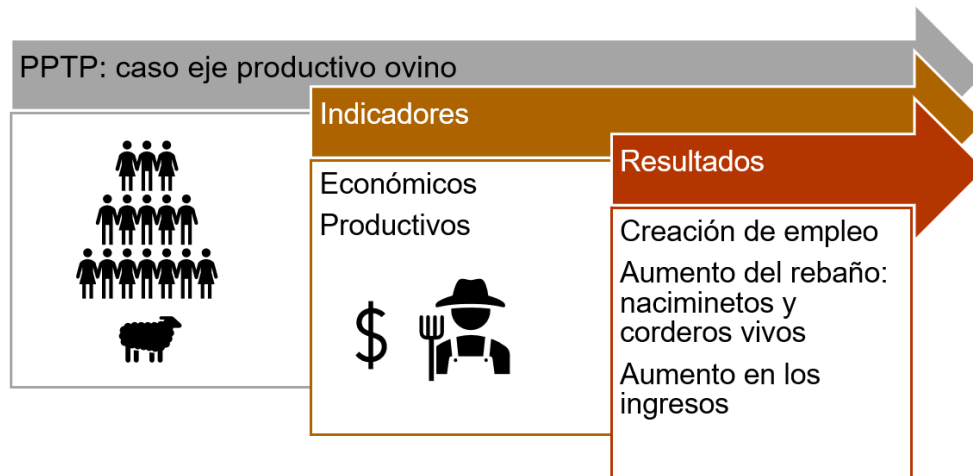 PPTP: caso eje productivo ovino
Indicadores
Económicos
Productivos
$
Resultados
Creación de empleo
Aumento del rebaño:
naciminetos y
corderos vivos
Aumento en los
ingresos